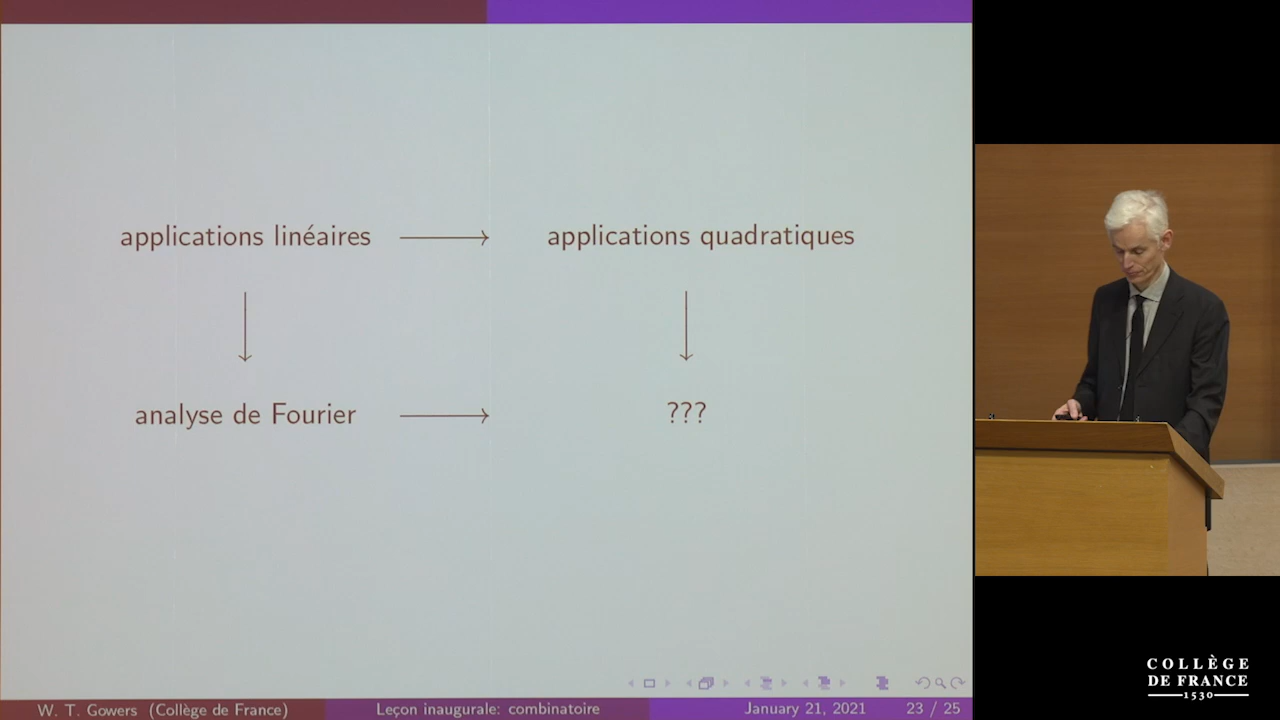 applications linéaires
applications quadratiques
analyse de Fourier
???
W. T. Gowers (Collège de France)
Leçon inaugurale: combinatoire
January 21, 2021
23 / 25
COLLÈGE
DE FRANCE
1530